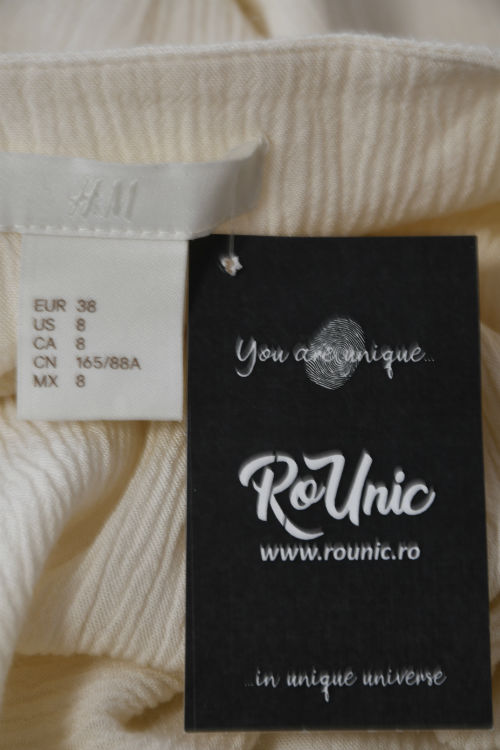 H&M
EUR 38
US 8
CA 8
CN 165/88A
MX 8
You are unique...
RoUnic
www.rounic.ro
...in unique universe